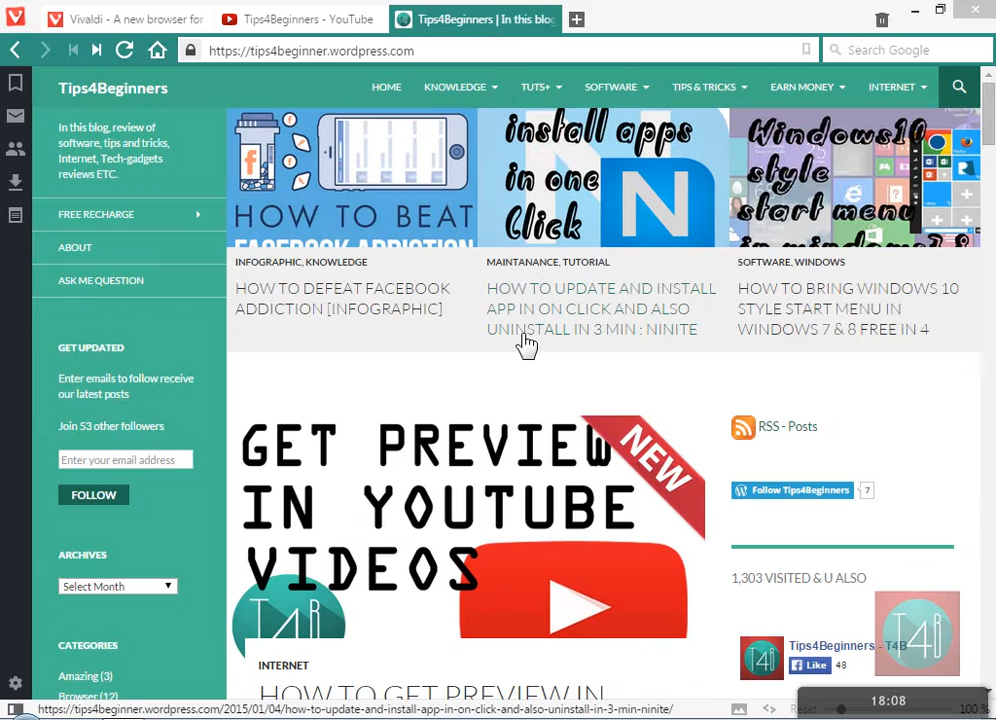 Vivaldi - A new browser for
Tips4Beginners - YouTube
Tips4Beginners | In this blog
https://tips4beginner.wordpress.com
Search Google
Tips4Beginners
HOME
KNOWLEDGE
TUTS+
SOFTWARE
TIPS & TRICKS
EARN MONEY
INTERNET
In this blog, review of
software, tips and tricks,
Internet, Tech-gadgets
reviews ETC.
FREE RECHARGE
ABOUT
ASK ME QUESTION
GET UPDATED
Enter emails to follow receive
our latest posts
Join 53 other followers
Enter your email address
FOLLOW
ARCHIVES
Select Month
CATEGORIES
Amazing (3)
Browser (12)
HOW TO BEAT
FACEBOOK ADDICTION
INFOGRAPHIC, KNOWLEDGE
HOW TO DEFEAT FACEBOOK
ADDICTION [INFOGRAPHIC]
install apps
in one
Click
N
MAINTANANCE, TUTORIAL
HOW TO UPDATE AND INSTALL
APP IN ON CLICK AND ALSO
UNINSTALL IN 3 MIN : NINITE
Windows10
style
start menu
in windows7,8
SOFTWARE, WINDOWS
HOW TO BRING WINDOWS 10
STYLE START MENU IN
WINDOWS 7 & 8 FREE IN 4
GET PREVIEW
IN YOUTUBE
VIDEOS
NEW
T4B
INTERNET
HOW TO GET PREVIEW IN
RSS - Posts
Follow Tips4Beginners
7
1,303 VISITED & U ALSO
T4B
Tips4Beginners - T4B
Like
48
T4B
https://tips4beginner.wordpress.com/2015/01/04/how-to-update-and-install-app-in-on-click-and-also-uninstall-in-3-min-ninite/
Reset
100 %
18:08